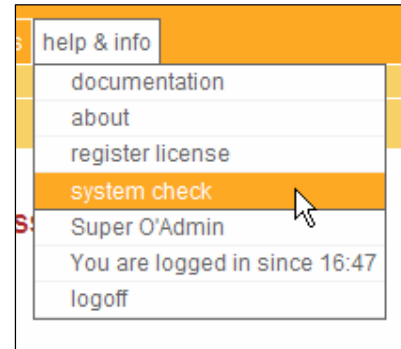 s help & info
documentation
about
register license
system check
Super O'Admin
You are logged in since 16:47
logoff